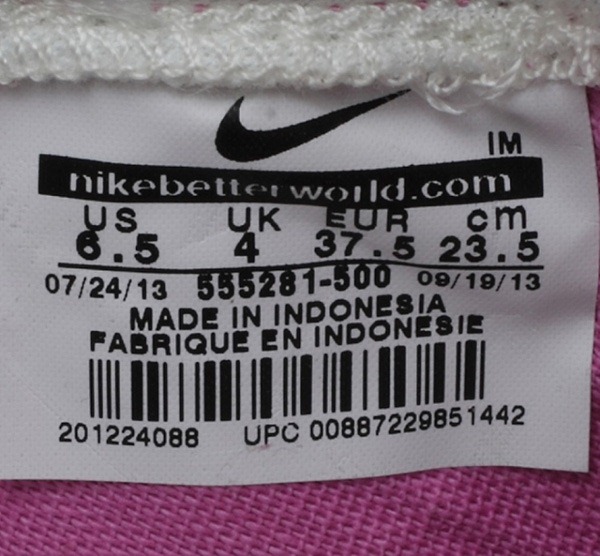 IM
nikebetterworld.com
US UK EUR cm
6.5 4 37.5 23.5
07/24/13 555281-500 09/19/13
MADE IN INDONESIA
FABRIQUE EN INDONESIE
201224088 UPC 00887229851442